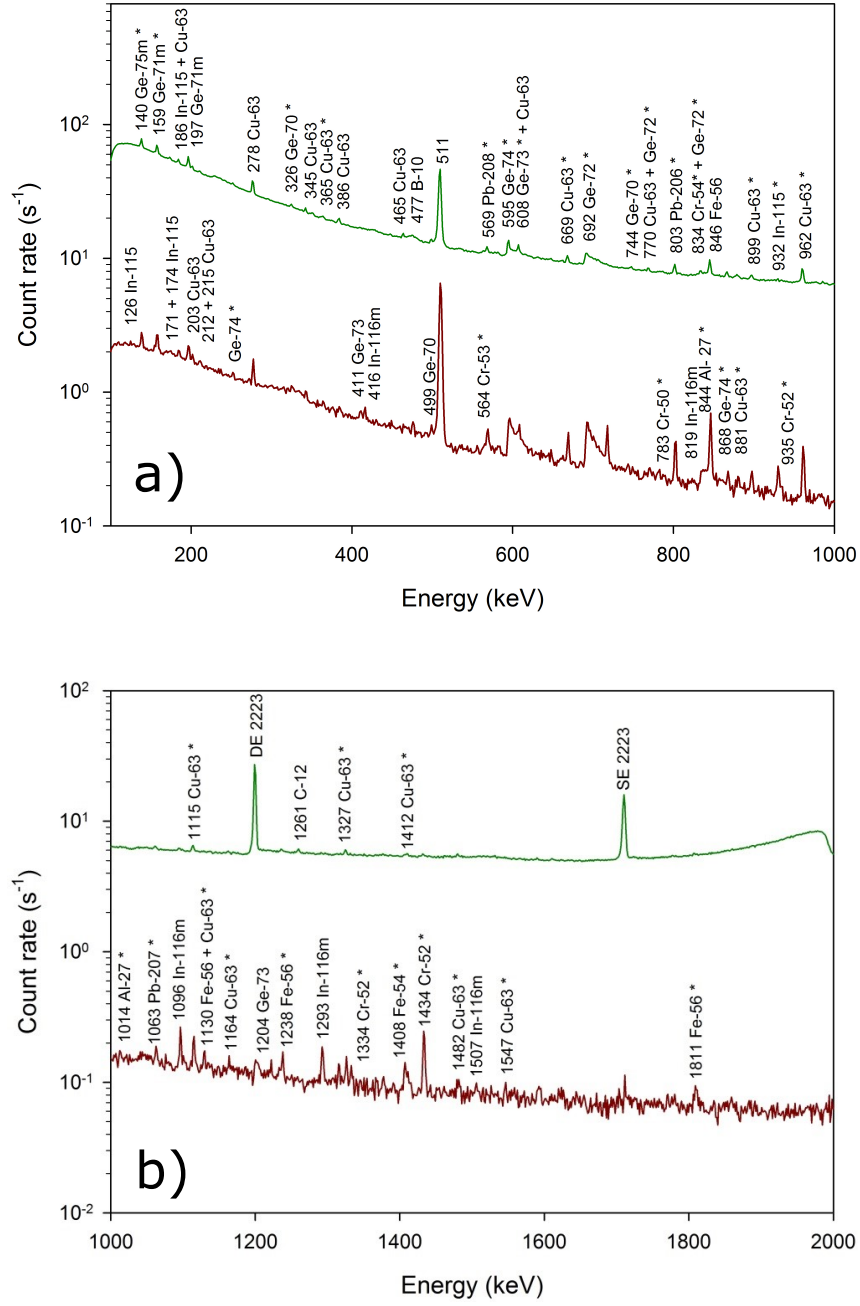 Count rate (s-1)
10²
10¹
10⁰
10-1
140 Ge-75m *
159 Ge-71m *
186 In-115 + Cu-63
197 Ge-71m
278 Cu-63
326 Ge-70 *
345 Cu-63
365 Cu-63 *
386 Cu-63
465 Cu-63
477 B-10
511
569 Pb-208 *
595 Ge-74 *
608 Ge-73 * + Cu-63
669 Cu-63 *
692 Ge-72 *
744 Ge-70 *
770 Cu-63 + Ge-72 *
803 Pb-206 *
834 Cr-54* + Ge-72 *
846 Fe-56
899 Cu-63 *
932 In-115 *
962 Cu-63 *
126 In-115
171 + 174 In-115
203 Cu-63
212 + 215 Cu-63
Ge-74 *
411 Ge-73
416 In-116m
499 Ge-70
564 Cr-53 *
783 Cr-50 *
819 In-116m
844 Al- 27 *
868 Ge-74 *
881 Cu-63 *
935 Cr-52 *
a)
200
400
600
800
1000
Energy (keV)
Count rate (s-1)
10²
10¹
10⁰
10-1
10-2
1115 Cu-63 *
DE 2223
1261 C-12
1327 Cu-63 *
1412 Cu-63 *
SE 2223
1014 Al-27 *
1063 Pb-207 *
1096 In-116m
1130 Fe-56 + Cu-63 *
1164 Cu-63 *
1204 Ge-73
1238 Fe-56 *
1293 In-116m
1334 Cr-52 *
1408 Fe-54 *
1434 Cr-52 *
1482 Cu-63 *
1507 In-116m
1547 Cu-63 *
1811 Fe-56 *
b)
1000
1200
1400
1600
1800
2000
Energy (keV)